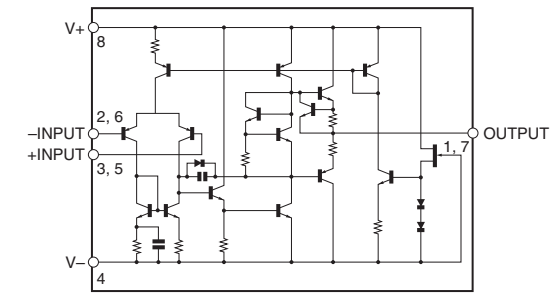 V+
8
2, 6
–INPUT
+INPUT
3, 5
OUTPUT
1, 7
V–
4